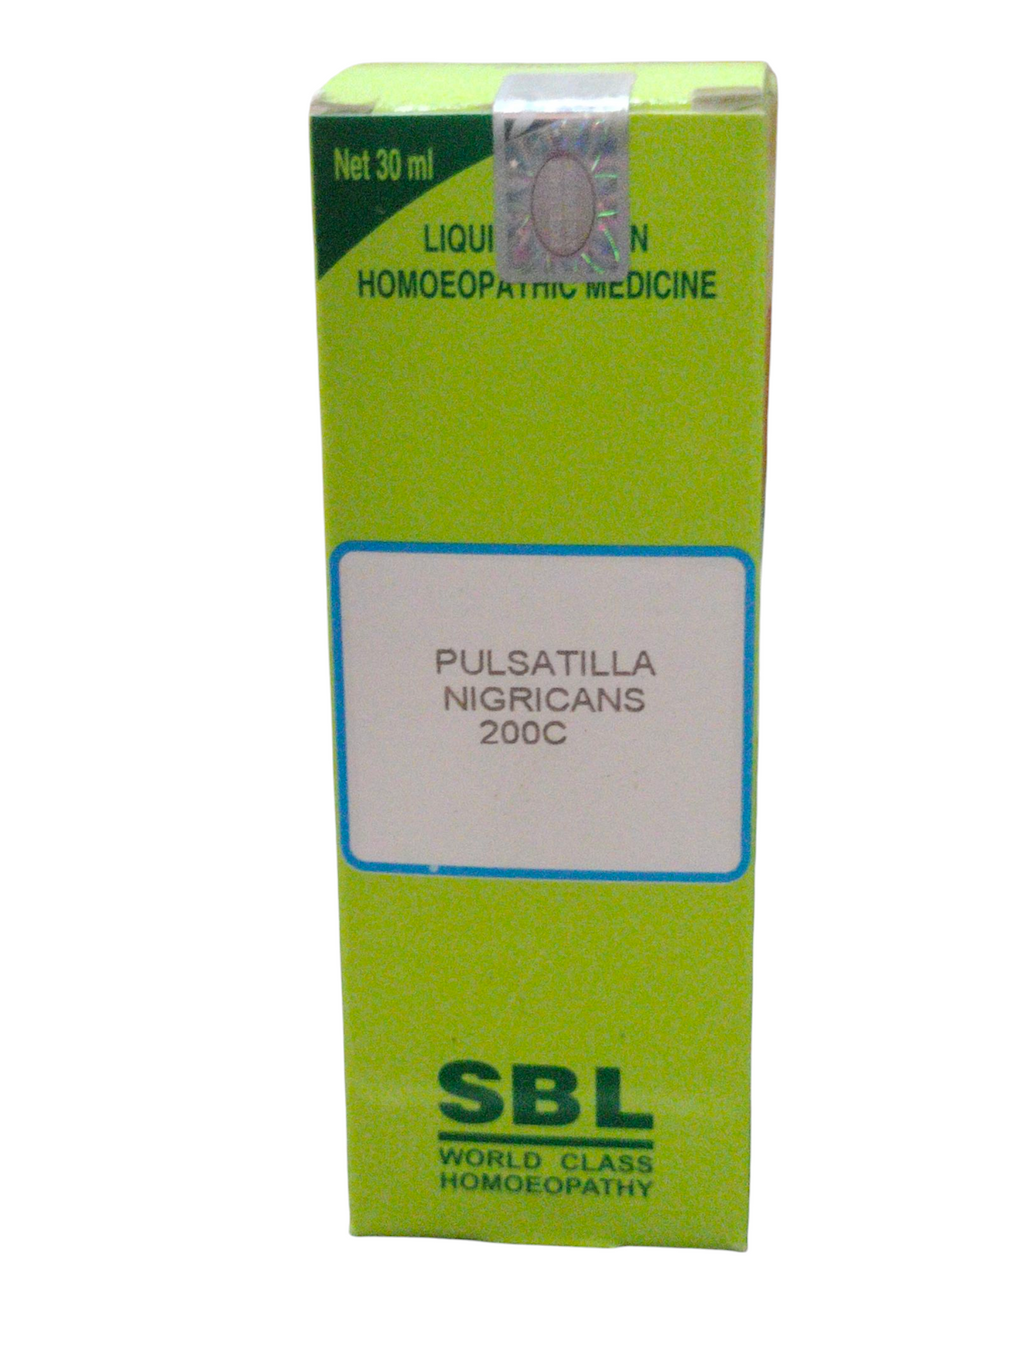 Net 30 ml
HOMOEOPATHIC MEDICINE
PULSATILLA
NIGRICANS
200C
SBL
WORLD CLASS
HOMOEOPATHY